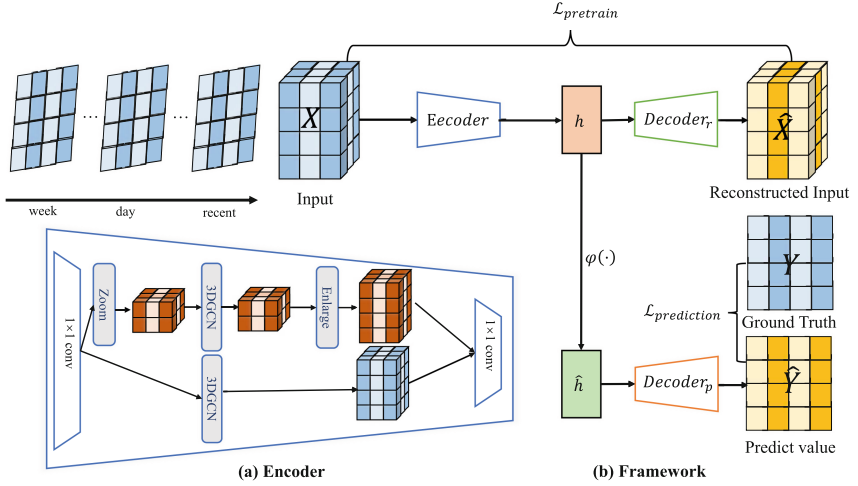 ℒ_pretrain
X
Eecoder
h
Decoder_r
X̂
... ...
week day recent
Input
Reconstructed Input
1×1 conv
Zoom
3DGCN
Enlarge
3DGCN
1×1 conv
φ(·)
Y
ℒ_prediction
Ground Truth
ĥ
Decoder_p
Ŷ
Predict value
(a) Encoder
(b) Framework